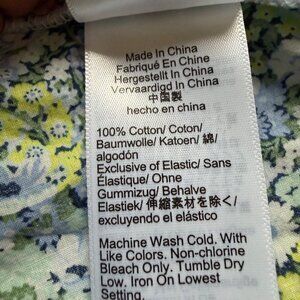 Made In China
Fabriqué En Chine
Hergestellt In China
Vervaardigd In China
中国製
hecho en china
100% Cotton/ Coton/
Baumwolle/ Katoen/ 綿/
algodón
Exclusive of Elastic/ Sans
Élastique/ Ohne
Gummizug/ Behalve
Elastiek/ 伸縮素材を除く/
excluyendo el elástico
Machine Wash Cold. With
Like Colors. Non-chlorine
Bleach Only. Tumble Dry
Low. Iron On Lowest
Setting.